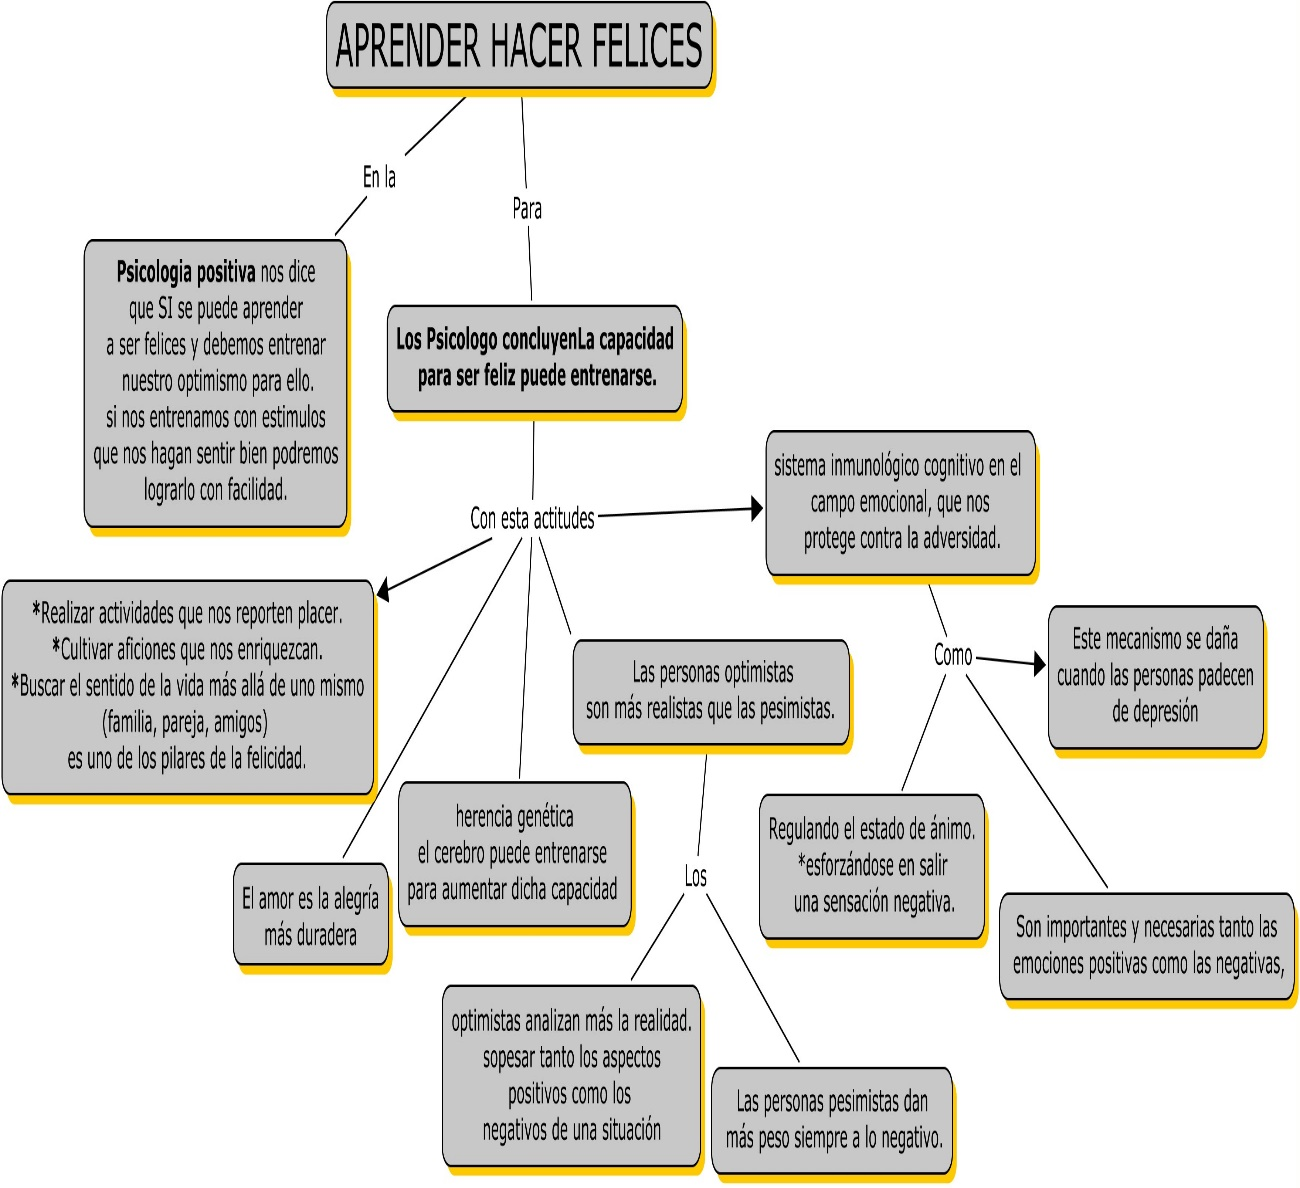 APRENDER HACER FELICES
En la
Para
Psicologia positiva nos dice
que SI se puede aprender
a ser felices y debemos entrenar
nuestro optimismo para ello.
si nos entrenamos con estimulos
que nos hagan sentir bien podremos
lograrlo con facilidad.
Los Psicologo concluyenLa capacidad
para ser feliz puede entrenarse.
Con esta actitudes
sistema inmunológico cognitivo en el
campo emocional, que nos
protege contra la adversidad.
*Realizar actividades que nos reporten placer.
*Cultivar aficiones que nos enriquezcan.
*Buscar el sentido de la vida más allá de uno mismo
(familia, pareja, amigos)
es uno de los pilares de la felicidad.
Las personas optimistas
son más realistas que las pesimistas.
Como
Este mecanismo se daña
cuando las personas padecen
de depresión
herencia genética
el cerebro puede entrenarse
para aumentar dicha capacidad
El amor es la alegría
más duradera
Los
Regulando el estado de ánimo.
*esforzándose en salir
una sensación negativa.
Son importantes y necesarias tanto las
emociones positivas como las negativas,
optimistas analizan más la realidad.
sopesar tanto los aspectos
positivos como los
negativos de una situación
Las personas pesimistas dan
más peso siempre a lo negativo.